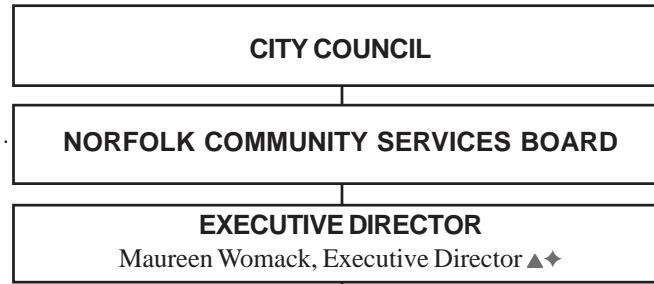 CITY COUNCIL
NORFOLK COMMUNITY SERVICES BOARD
EXECUTIVE DIRECTOR
Maureen Womack, Executive Director ▲✦